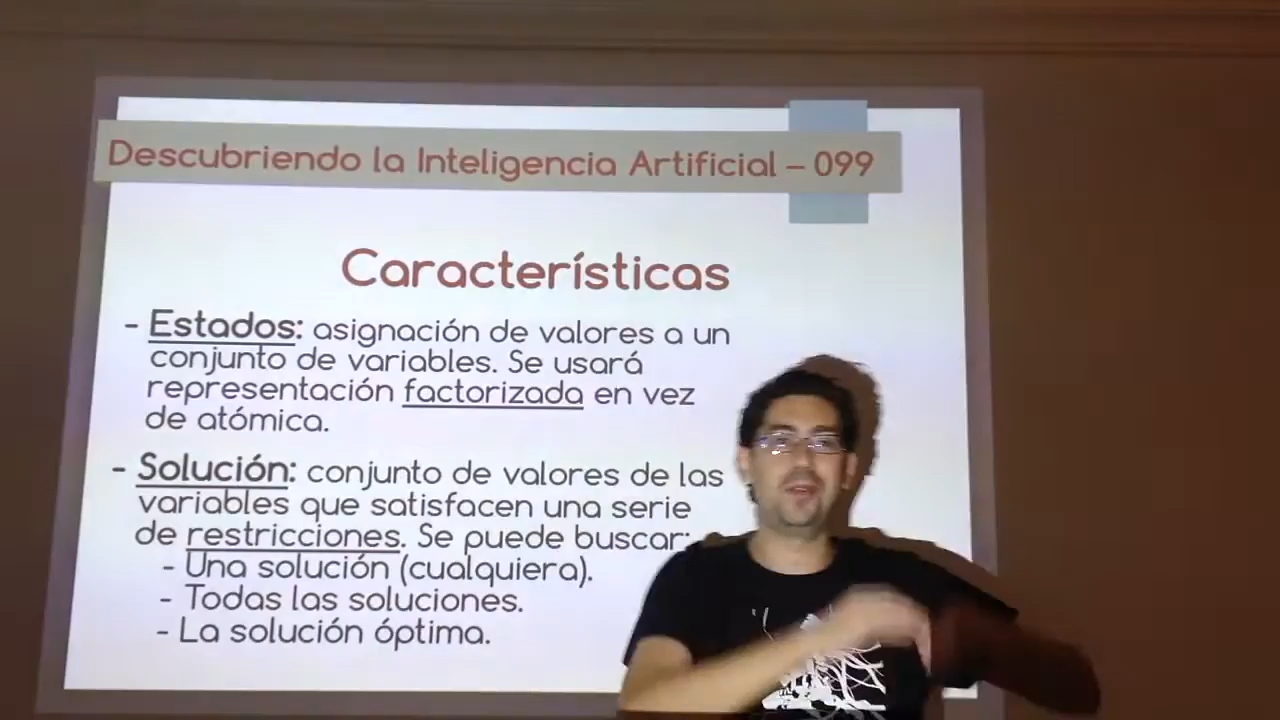 Descubriendo la Inteligencia Artificial – 099
Características
- Estados: asignación de valores a un
conjunto de variables. Se usará
representación factorizada en vez
de atómica.
- Solución: conjunto de valores de las
variables que satisfacen una serie
de restricciones. Se puede buscar:
- Una solución (cualquiera).
- Todas las soluciones.
- La solución óptima.